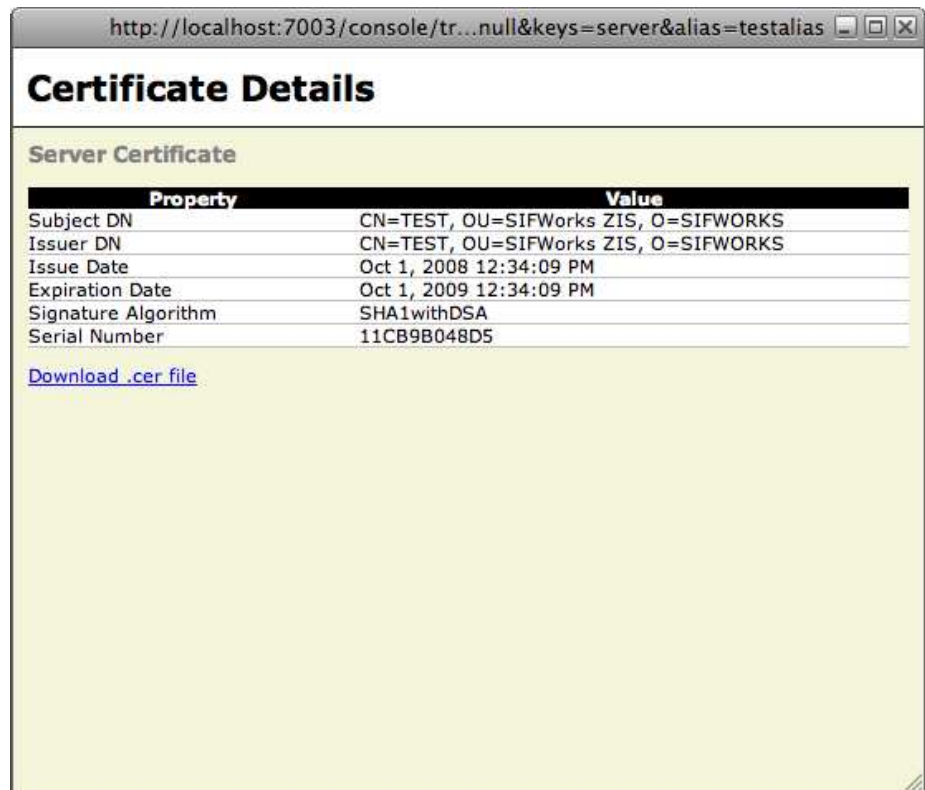 http://localhost:7003/console/tr...null&keys=server&alias=testalias
Certificate Details
Server Certificate
Property Value
Subject DN CN=TEST, OU=SIFWorks ZIS, O=SIFWORKS
Issuer DN CN=TEST, OU=SIFWorks ZIS, O=SIFWORKS
Issue Date Oct 1, 2008 12:34:09 PM
Expiration Date Oct 1, 2009 12:34:09 PM
Signature Algorithm SHA1withDSA
Serial Number 11CB9B048D5
Download .cer file